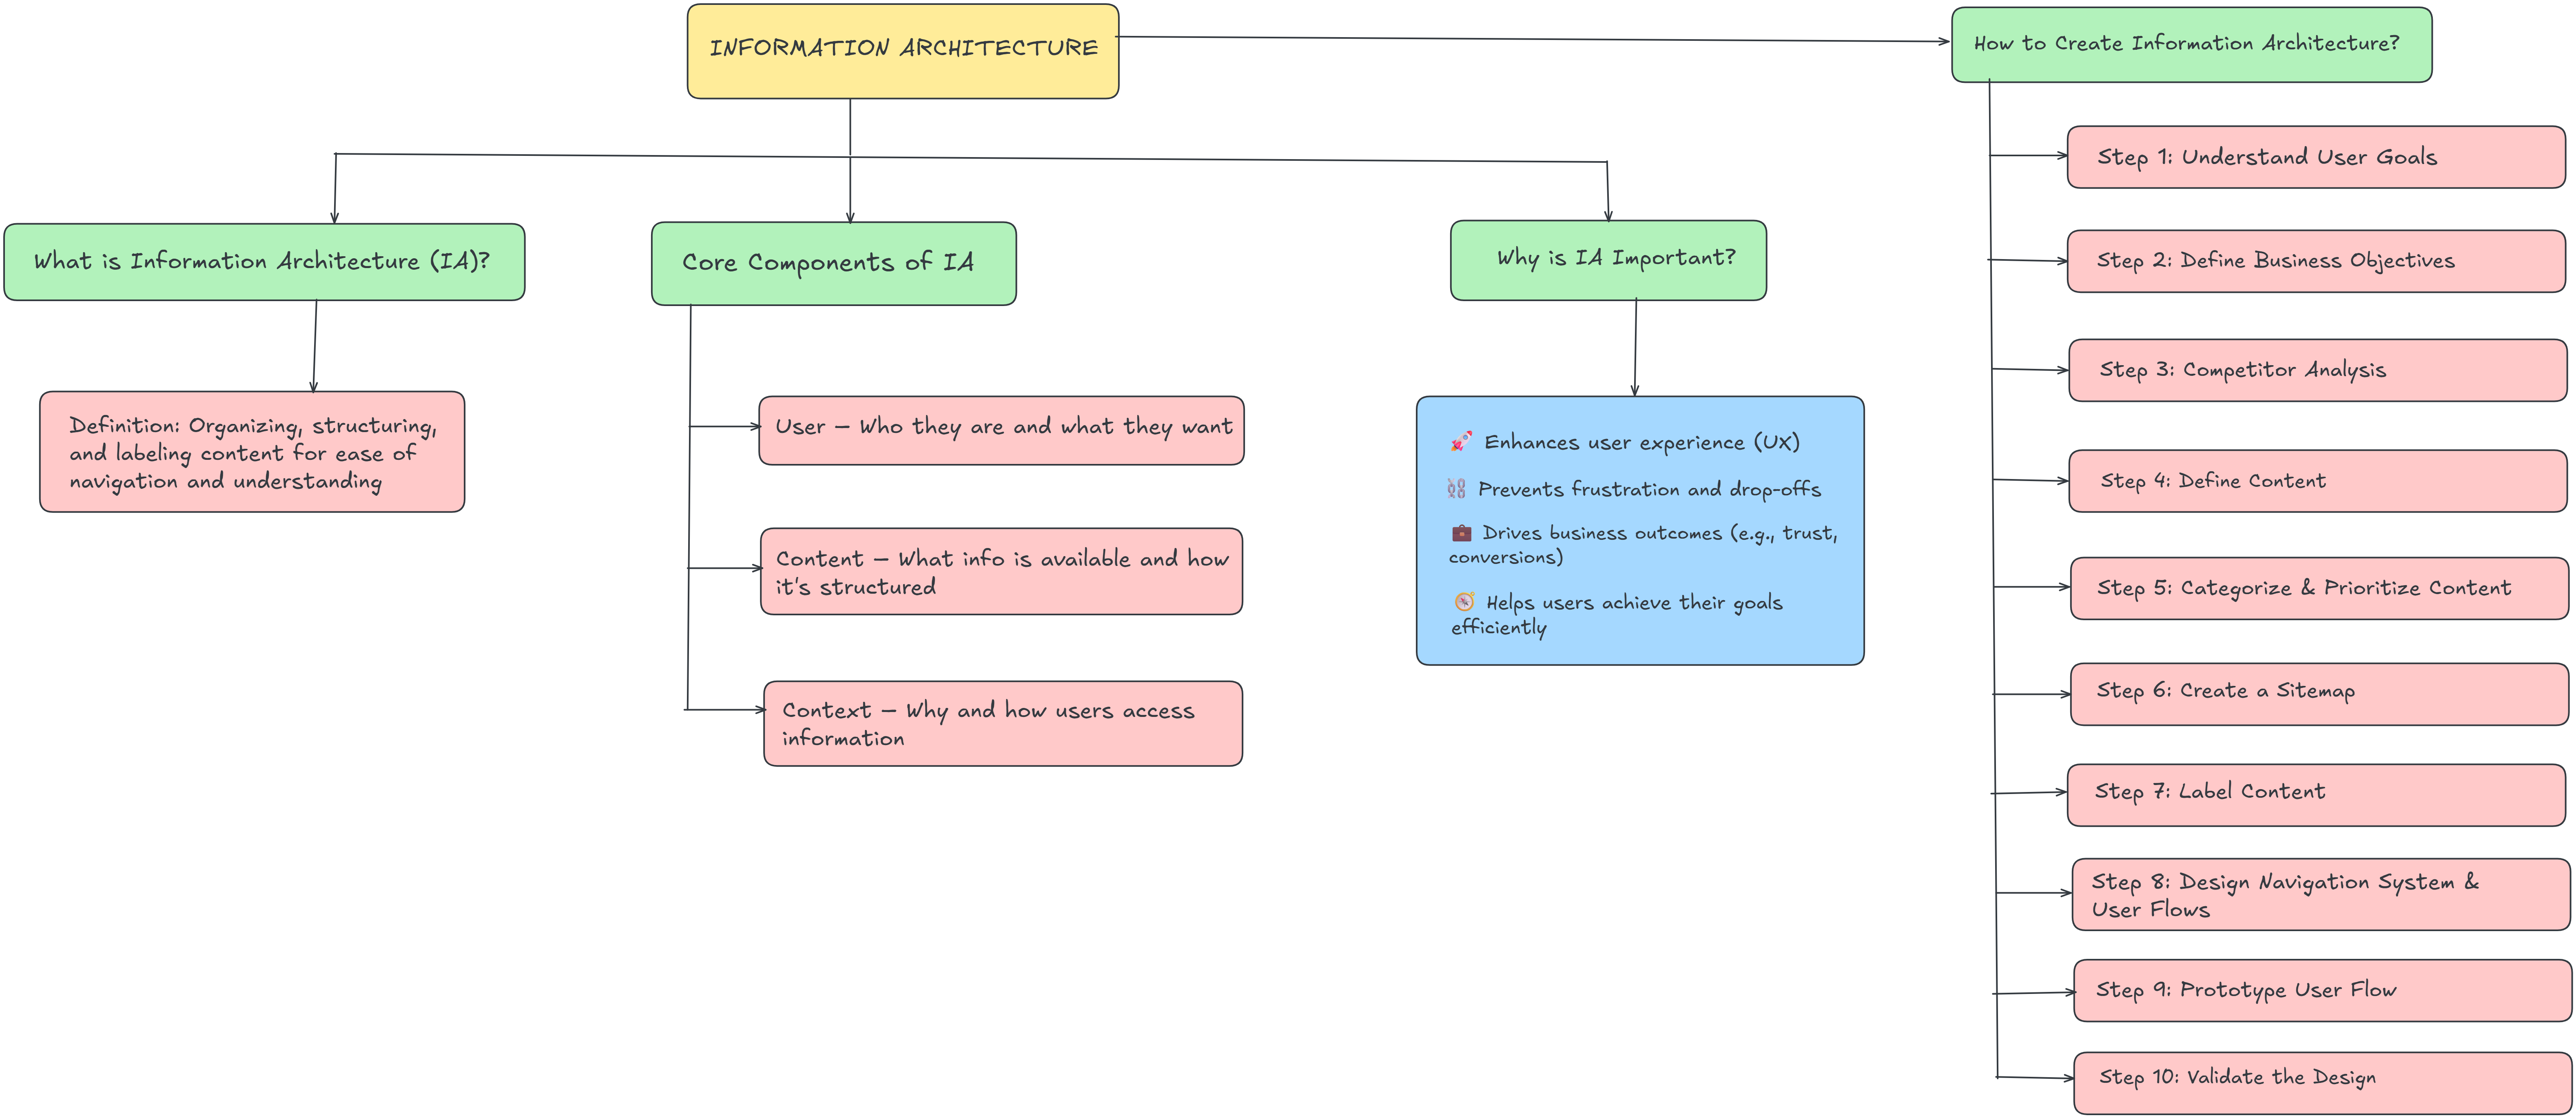 INFORMATION ARCHITECTURE
How to Create Information Architecture?
What is Information Architecture (IA)?
Definition: Organizing, structuring,
and labeling content for ease of
navigation and understanding
Core Components of IA
User – Who they are and what they want
Content – What info is available and how
it's structured
Context – Why and how users access
information
Why is IA Important?
🚀 Enhances user experience (UX)
⛓️ Prevents frustration and drop-offs
💼 Drives business outcomes (e.g., trust,
conversions)
🧭 Helps users achieve their goals
efficiently
Step 1: Understand User Goals
Step 2: Define Business Objectives
Step 3: Competitor Analysis
Step 4: Define Content
Step 5: Categorize & Prioritize Content
Step 6: Create a Sitemap
Step 7: Label Content
Step 8: Design Navigation System &
User Flows
Step 9: Prototype User Flow
Step 10: Validate the Design